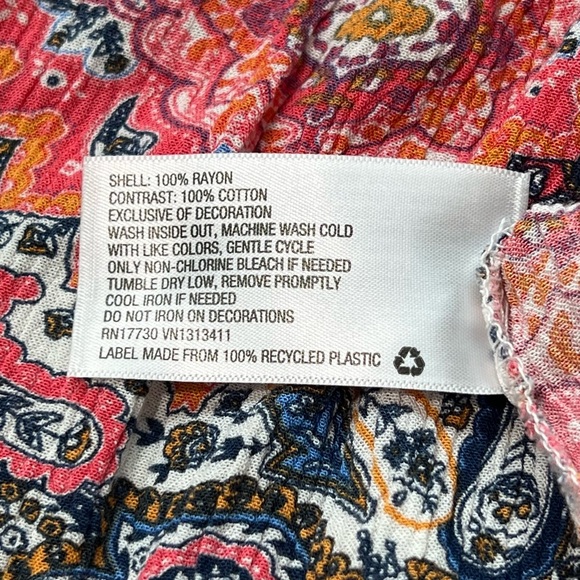 SHELL: 100% RAYON
CONTRAST: 100% COTTON
EXCLUSIVE OF DECORATION
WASH INSIDE OUT, MACHINE WASH COLD
WITH LIKE COLORS, GENTLE CYCLE
ONLY NON-CHLORINE BLEACH IF NEEDED
TUMBLE DRY LOW, REMOVE PROMPTLY
COOL IRON IF NEEDED
DO NOT IRON ON DECORATIONS
RN17730 VN1313411
LABEL MADE FROM 100% RECYCLED PLASTIC